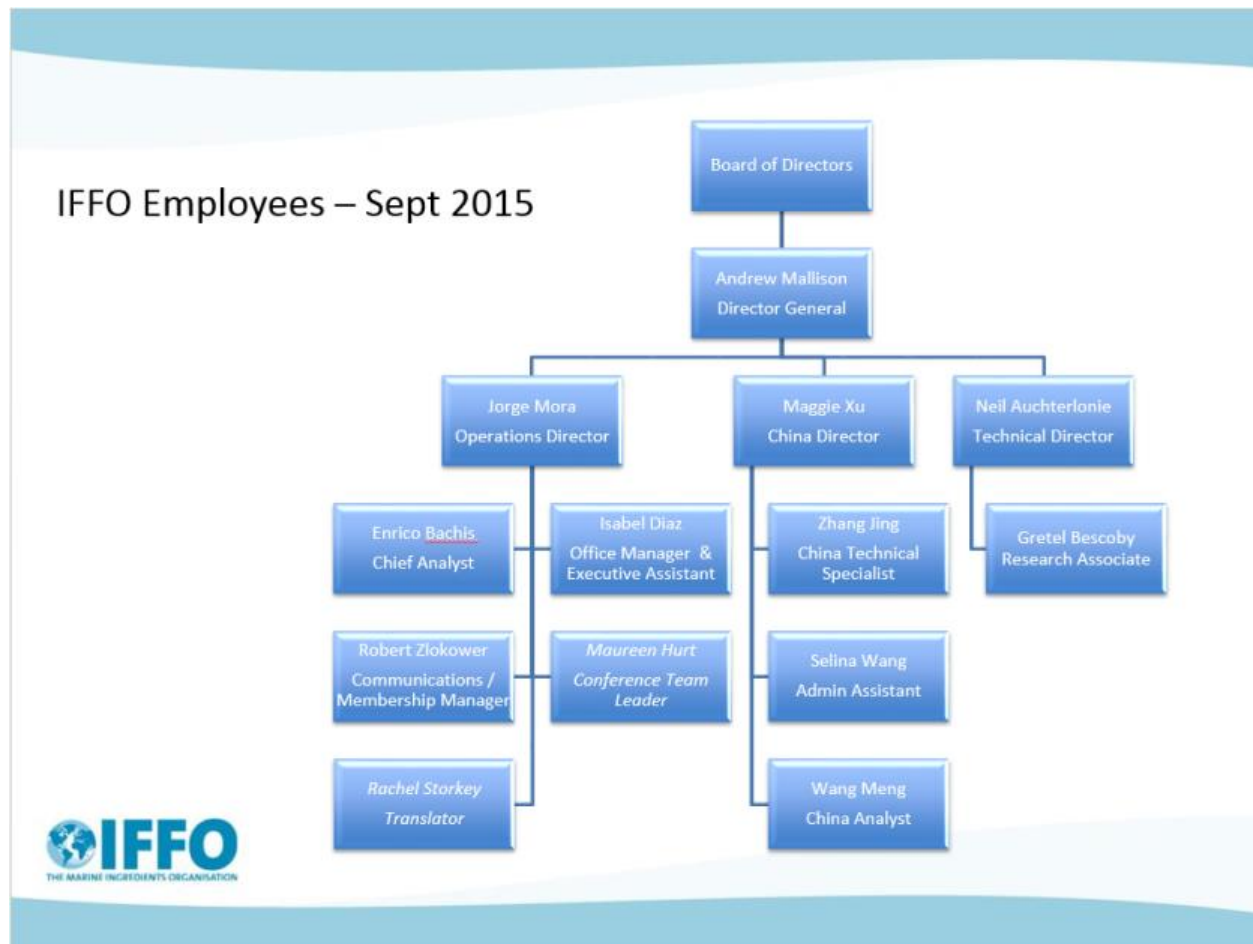 IFFO Employees – Sept 2015
Board of Directors
Andrew Mallison
Director General
Jorge Mora
Operations Director
Maggie Xu
China Director
Neil Auchterlonie
Technical Director
Enrico Bachis
Chief Analyst
Isabel Diaz
Office Manager &
Executive Assistant
Zhang Jing
China Technical
Specialist
Gretel Bescoby
Research Associate
Robert Zlokower
Communications /
Membership Manager
Maureen Hurt
Conference Team
Leader
Selina Wang
Admin Assistant
Rachel Storkey
Translator
Wang Meng
China Analyst
IFFO
THE MARINE INGREDIENTS ORGANISATION